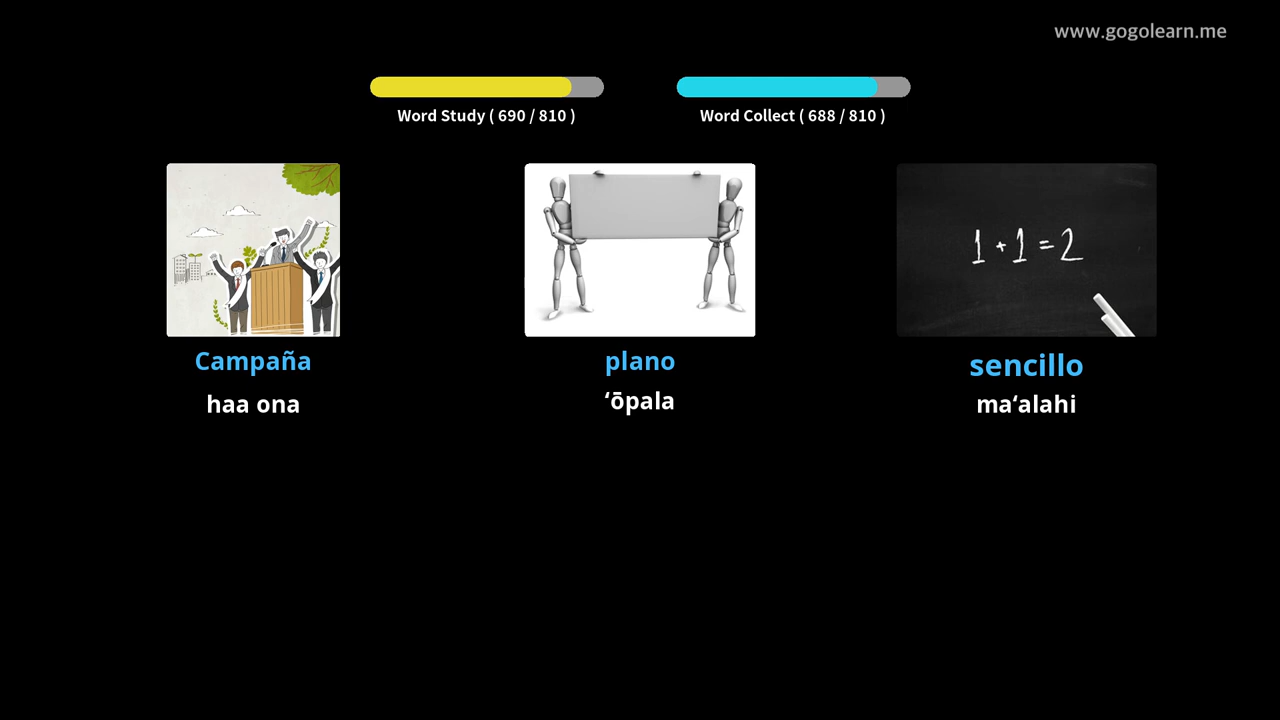 www.gogolearn.me
Word Study ( 690 / 810 )
Word Collect ( 688 / 810 )
1 + 1 = 2
Campaña
plano
sencillo
haa ona
ʻōpala
maʻalahi